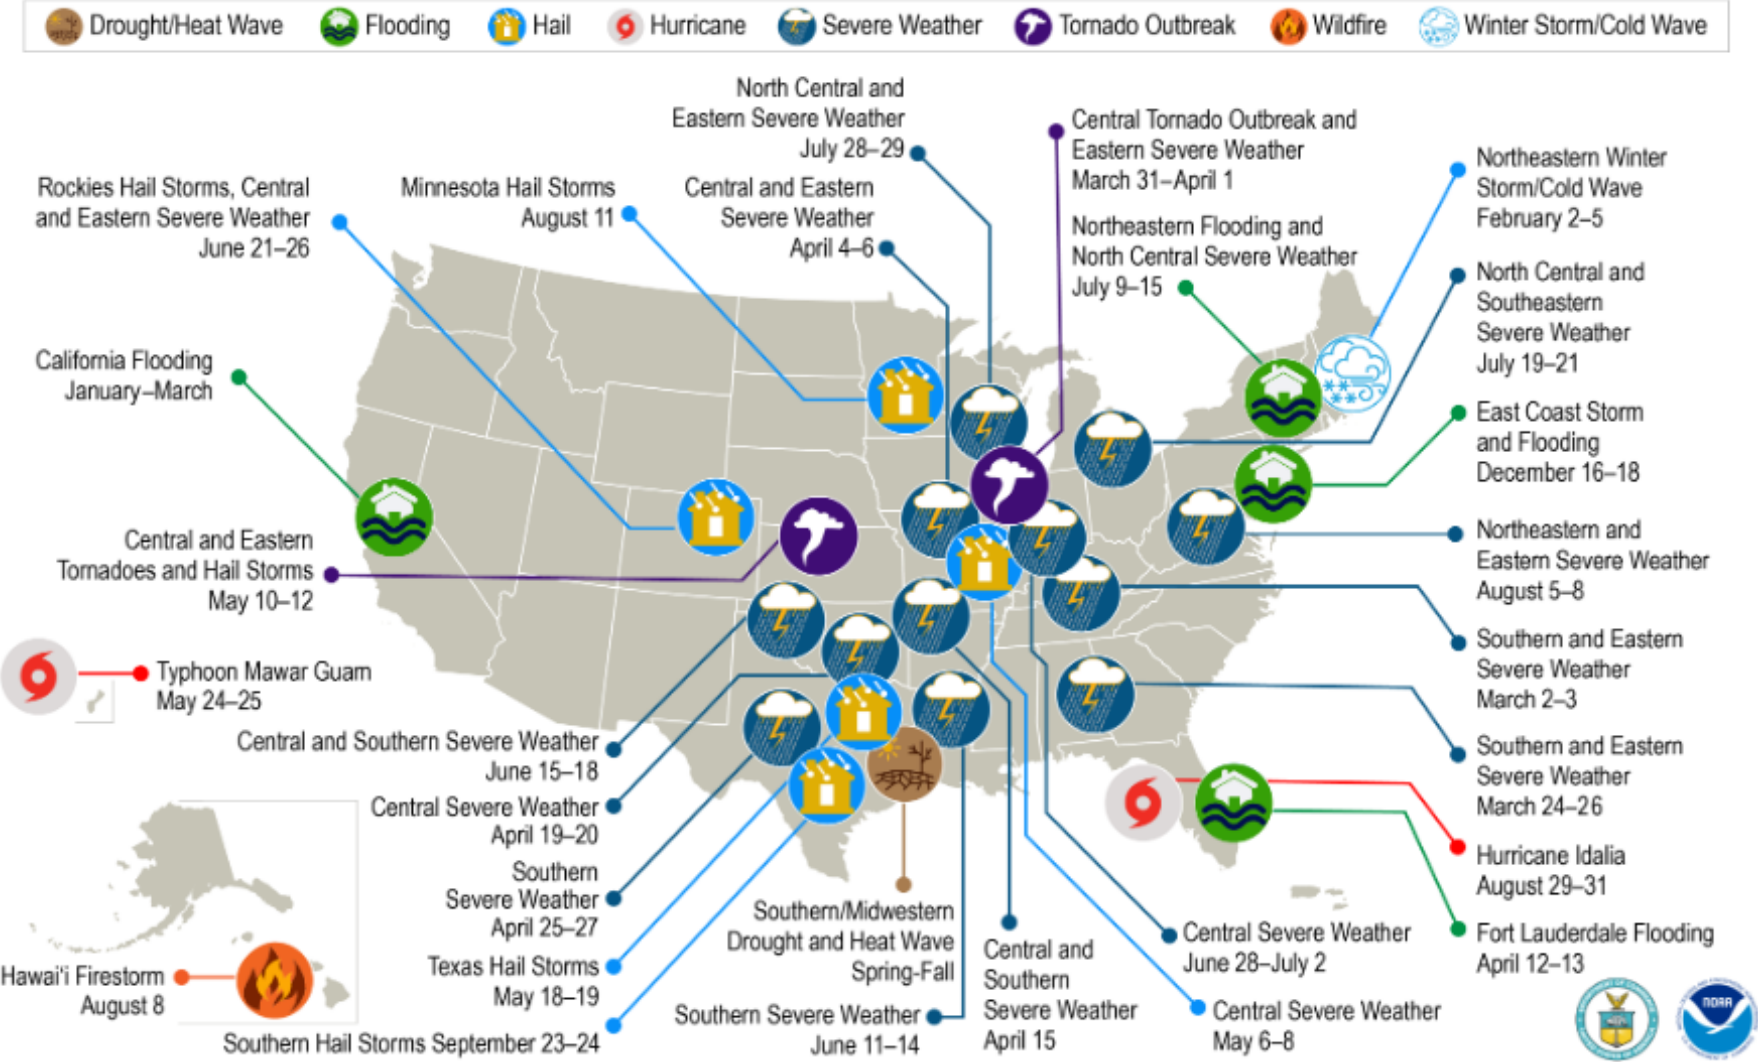 Drought/Heat Wave Flooding Hail Hurricane Severe Weather Tornado Outbreak Wildfire Winter Storm/Cold Wave
North Central and
Eastern Severe Weather
July 28–29
Central Tornado Outbreak and
Eastern Severe Weather
March 31–April 1
Northeastern Winter
Storm/Cold Wave
February 2–5
Rockies Hail Storms, Central
and Eastern Severe Weather
June 21–26
Minnesota Hail Storms
August 11
Central and Eastern
Severe Weather
April 4–6
Northeastern Flooding and
North Central Severe Weather
July 9–15
North Central and
Southeastern
Severe Weather
July 19–21
California Flooding
January–March
East Coast Storm
and Flooding
December 16–18
Central and Eastern
Tornadoes and Hail Storms
May 10–12
Northeastern and
Eastern Severe Weather
August 5–8
Typhoon Mawar Guam
May 24–25
Southern and Eastern
Severe Weather
March 2–3
Central and Southern Severe Weather
June 15–18
Southern and Eastern
Severe Weather
March 24–26
Central Severe Weather
April 19–20
Southern
Severe Weather
April 25–27
Hurricane Idalia
August 29–31
Texas Hail Storms
May 18–19
Southern/Midwestern
Drought and Heat Wave
Spring-Fall
Central and
Southern
Severe Weather
April 15
Central Severe Weather
June 28–July 2
Fort Lauderdale Flooding
April 12–13
Hawai'i Firestorm
August 8
Southern Hail Storms September 23–24
Southern Severe Weather
June 11–14
Central Severe Weather
May 6–8
NOAA